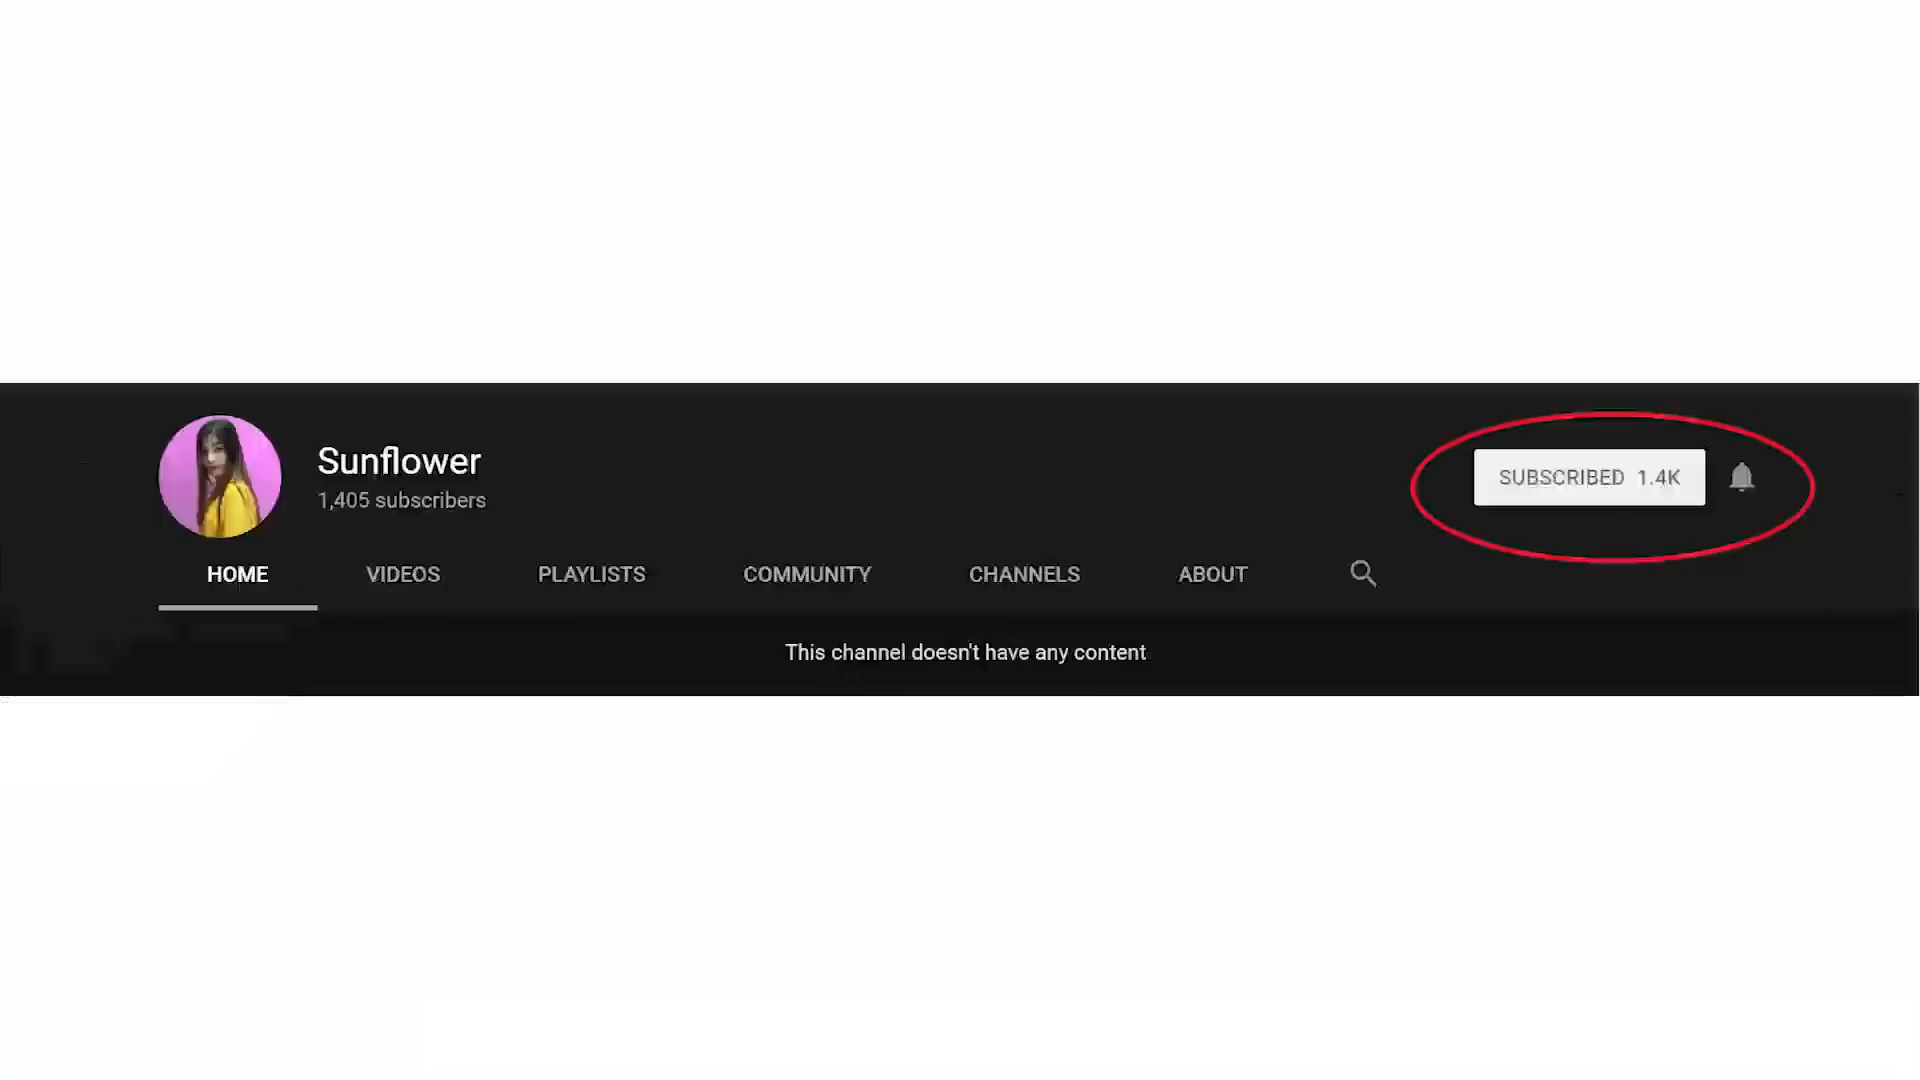 Sunflower
1,405 subscribers
SUBSCRIBED 1.4K
HOME VIDEOS PLAYLISTS COMMUNITY CHANNELS ABOUT
This channel doesn't have any content